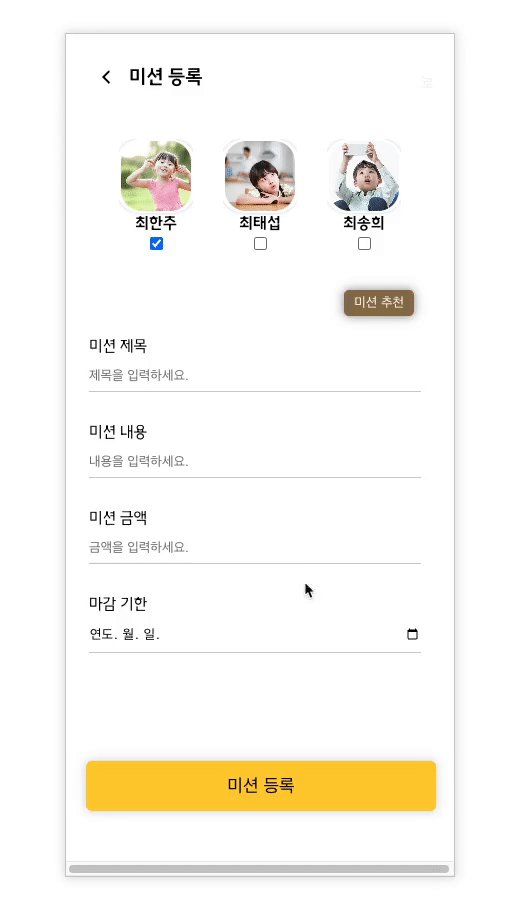 미션 등록
최한주 최태섭 최송희
미션 추천
미션 제목
제목을 입력하세요.
미션 내용
내용을 입력하세요.
미션 금액
금액을 입력하세요.
마감 기한
연도. 월. 일.
미션 등록